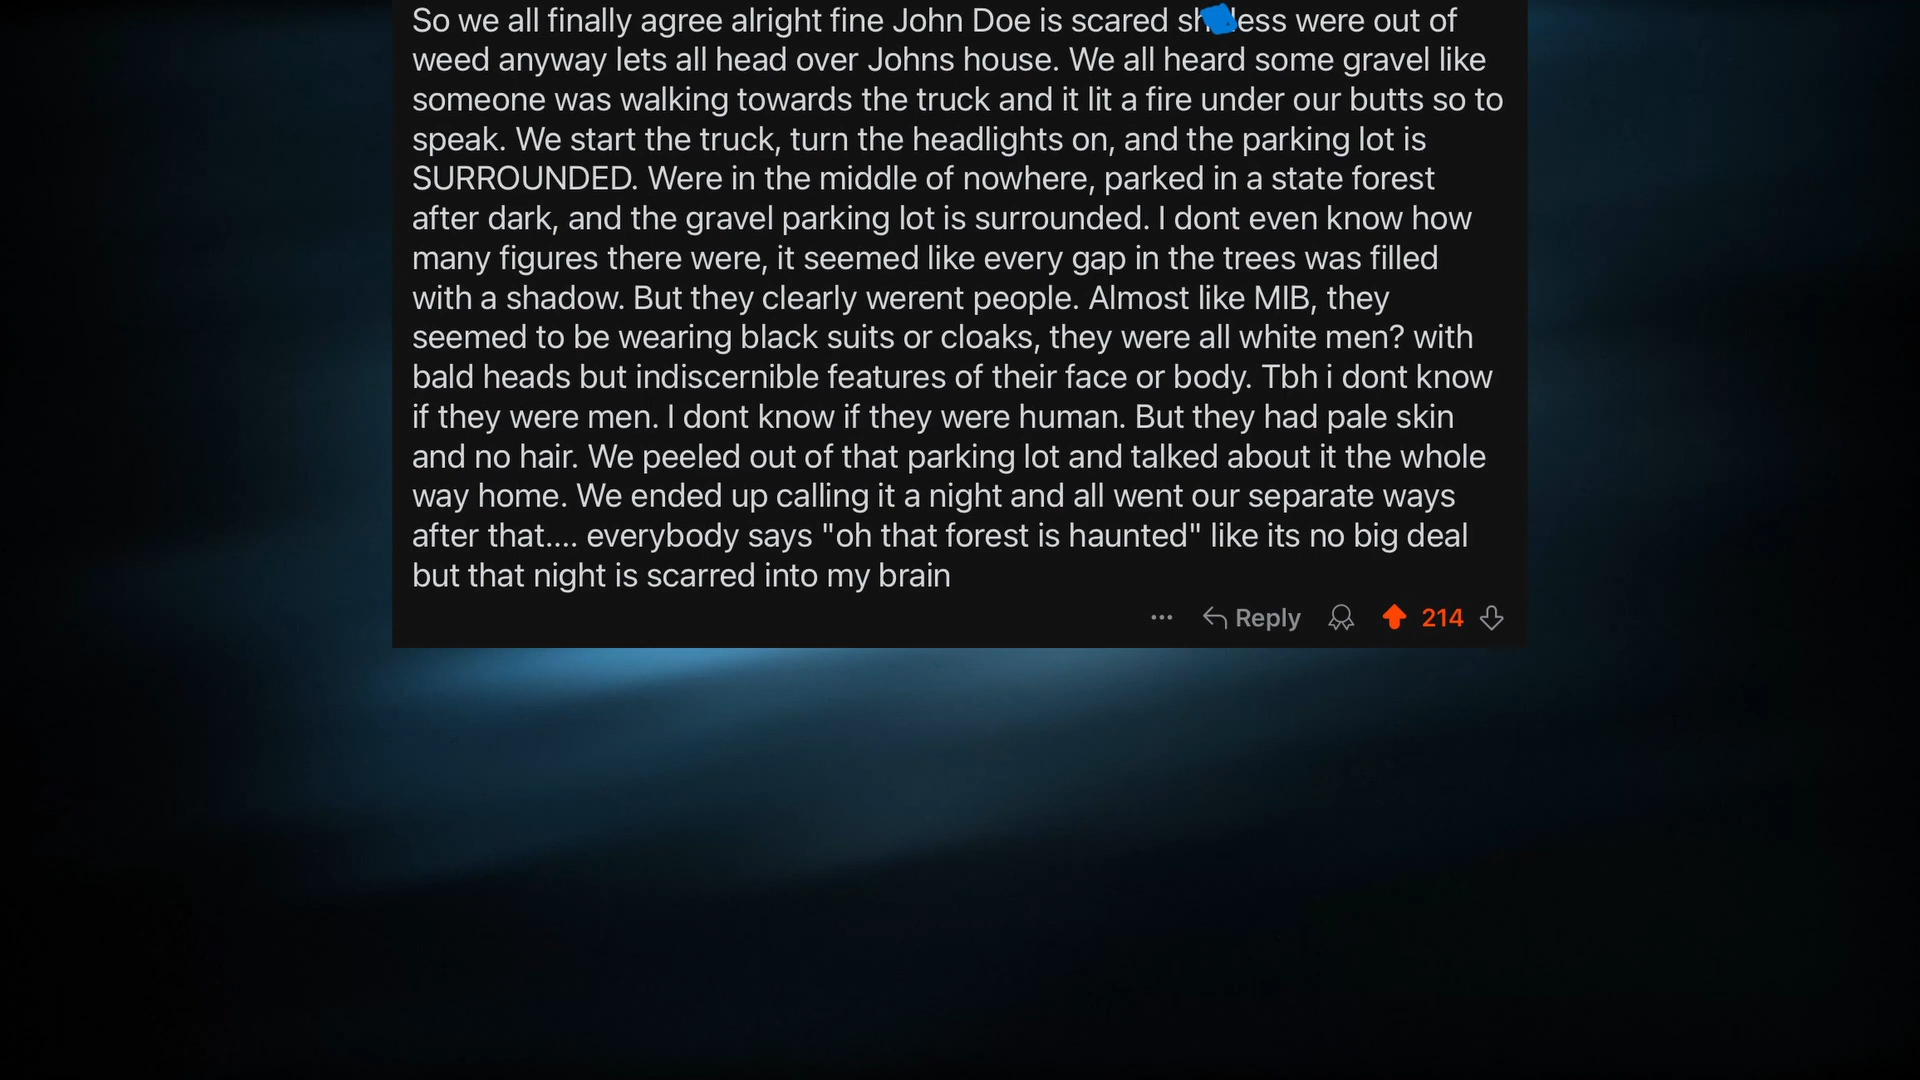 So we all finally agree alright fine John Doe is scared sh less were out of
weed anyway lets all head over Johns house. We all heard some gravel like
someone was walking towards the truck and it lit a fire under our butts so to
speak. We start the truck, turn the headlights on, and the parking lot is
SURROUNDED. Were in the middle of nowhere, parked in a state forest
after dark, and the gravel parking lot is surrounded. I dont even know how
many figures there were, it seemed like every gap in the trees was filled
with a shadow. But they clearly werent people. Almost like MIB, they
seemed to be wearing black suits or cloaks, they were all white men? with
bald heads but indiscernible features of their face or body. Tbh i dont know
if they were men. I dont know if they were human. But they had pale skin
and no hair. We peeled out of that parking lot and talked about it the whole
way home. We ended up calling it a night and all went our separate ways
after that.... everybody says "oh that forest is haunted" like its no big deal
but that night is scarred into my brain
... Reply 214